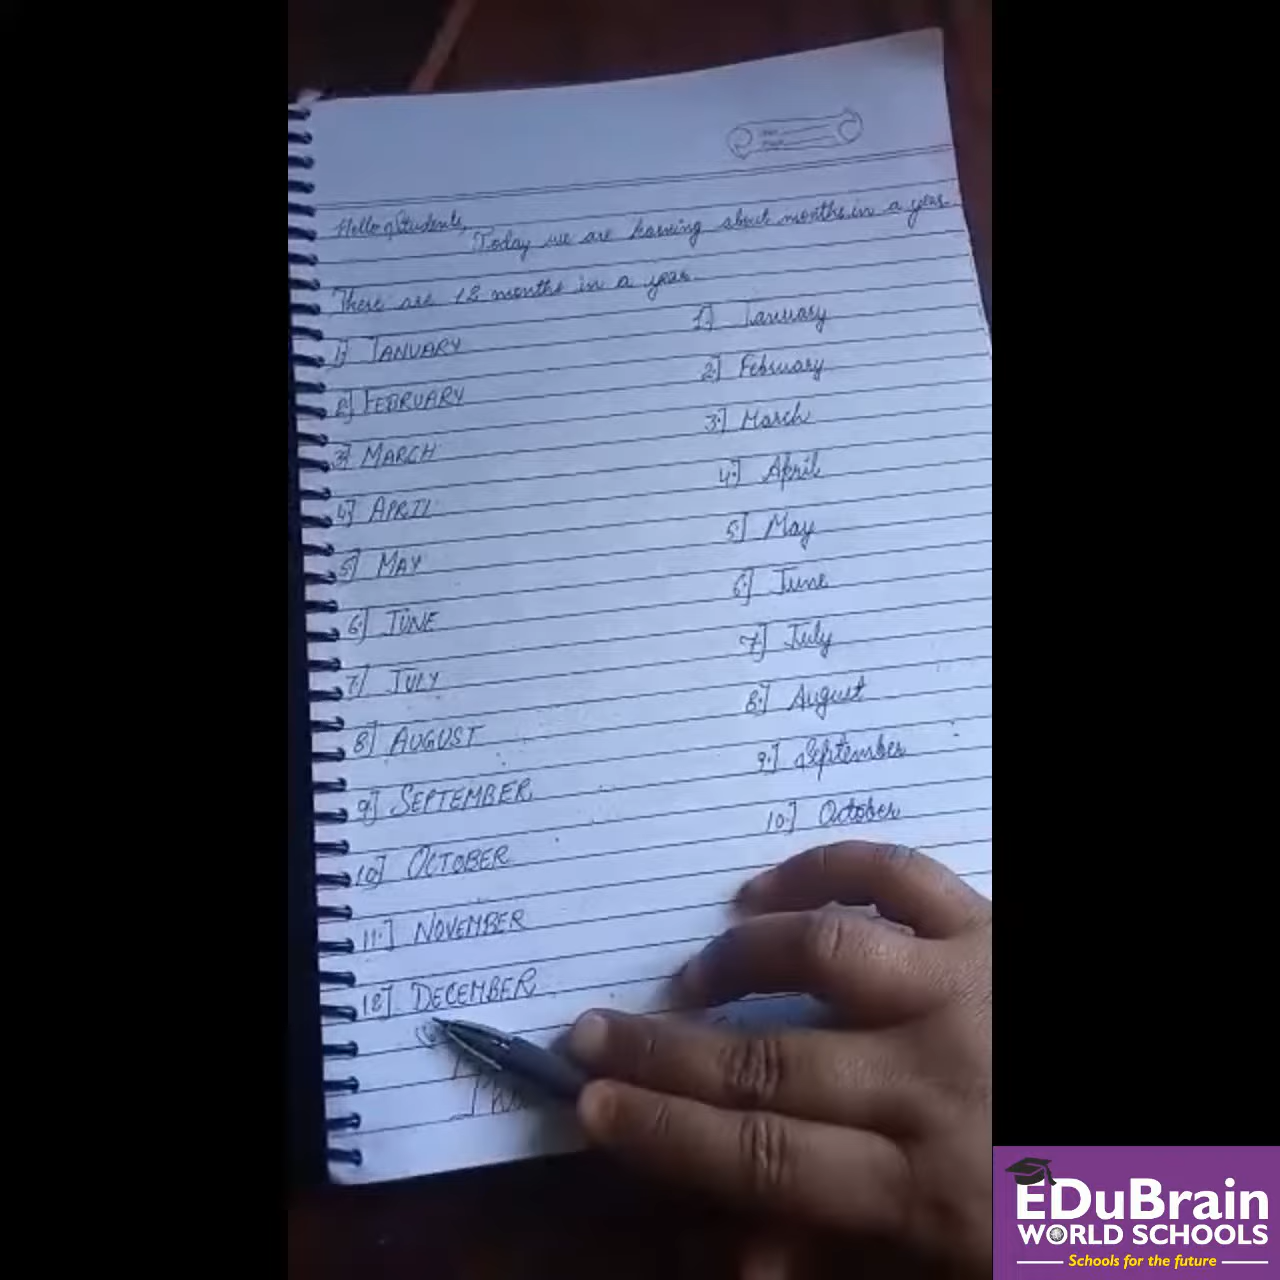 Hello Students,
Today we are learning about months in a year
There are 12 months in a year.
1] JANUARY
2] FEBRUARY
3] MARCH
4] APRIL
5] MAY
6.] JUNE
7.] JULY
8] AUGUST
9.] SEPTEMBER
10] OCTOBER
11.] NOVEMBER
12] DECEMBER
1.] January
2.] February
3.] March
4.] April
5.] May
6.] June
7.] July
8.] August
9.] September
10.] October
EDuBrain
WORLD SCHOOLS
Schools for the future